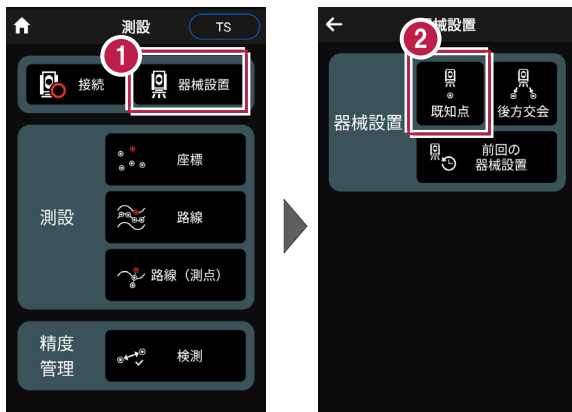 測設
TS
1
接続
器械設置
測設
座標
路線
路線（測点）
精度
管理
検測
器械設置
2
器械設置
既知点
後方交会
前回の
器械設置